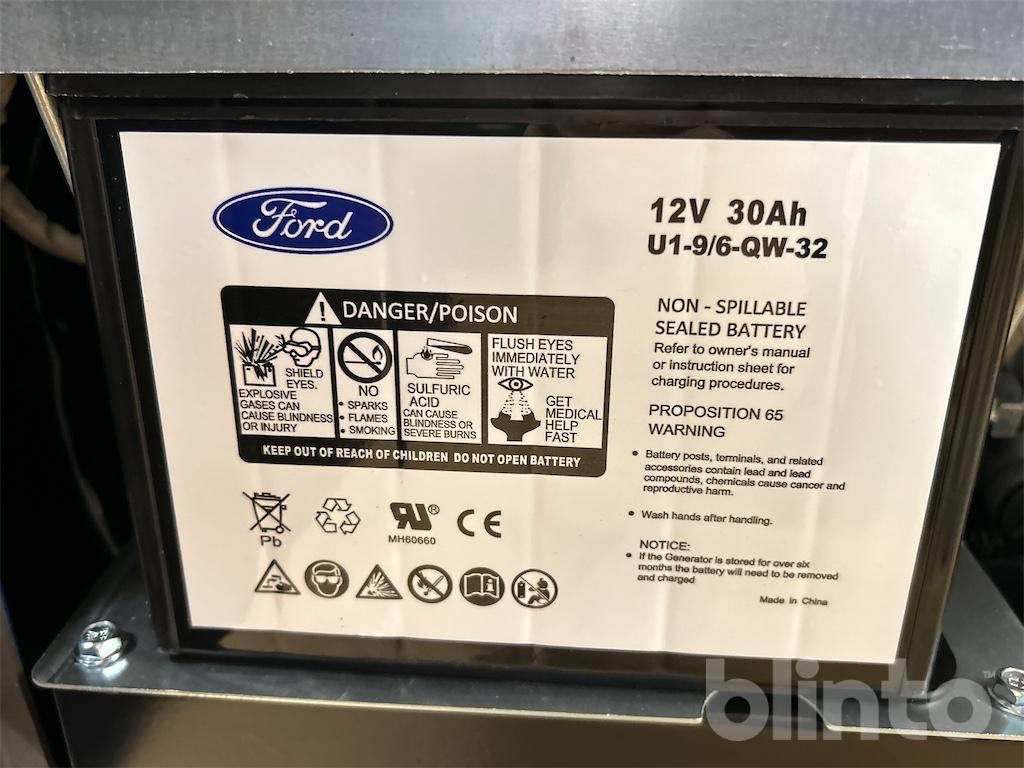 Ford
12V 30Ah
U1-9/6-QW-32
DANGER/POISON
SHIELD
EYES.
EXPLOSIVE
GASES CAN
CAUSE BLINDNESS
OR INJURY
NO
• SPARKS
• FLAMES
• SMOKING
SULFURIC
ACID
CAN CAUSE
BLINDNESS OR
SEVERE BURNS
FLUSH EYES
IMMEDIATELY
WITH WATER
GET
MEDICAL
HELP
FAST
KEEP OUT OF REACH OF CHILDREN DO NOT OPEN BATTERY
NON - SPILLABLE
SEALED BATTERY
Refer to owner's manual
or instruction sheet for
charging procedures.
PROPOSITION 65
WARNING
• Battery posts, terminals, and related
accessories contain lead and lead
compounds, chemicals cause cancer and
reproductive harm.
• Wash hands after handling.
NOTICE:
• If the Generator is stored for over six
months the battery will need to be removed
and charged
Made in China
Pb
RU®
MH60660
CE
blinto™